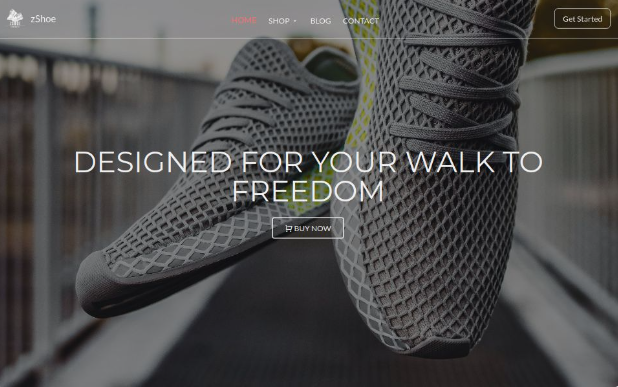 zShoe
HOME SHOP BLOG CONTACT
Get Started
DESIGNED FOR YOUR WALK TO
FREEDOM
BUY NOW